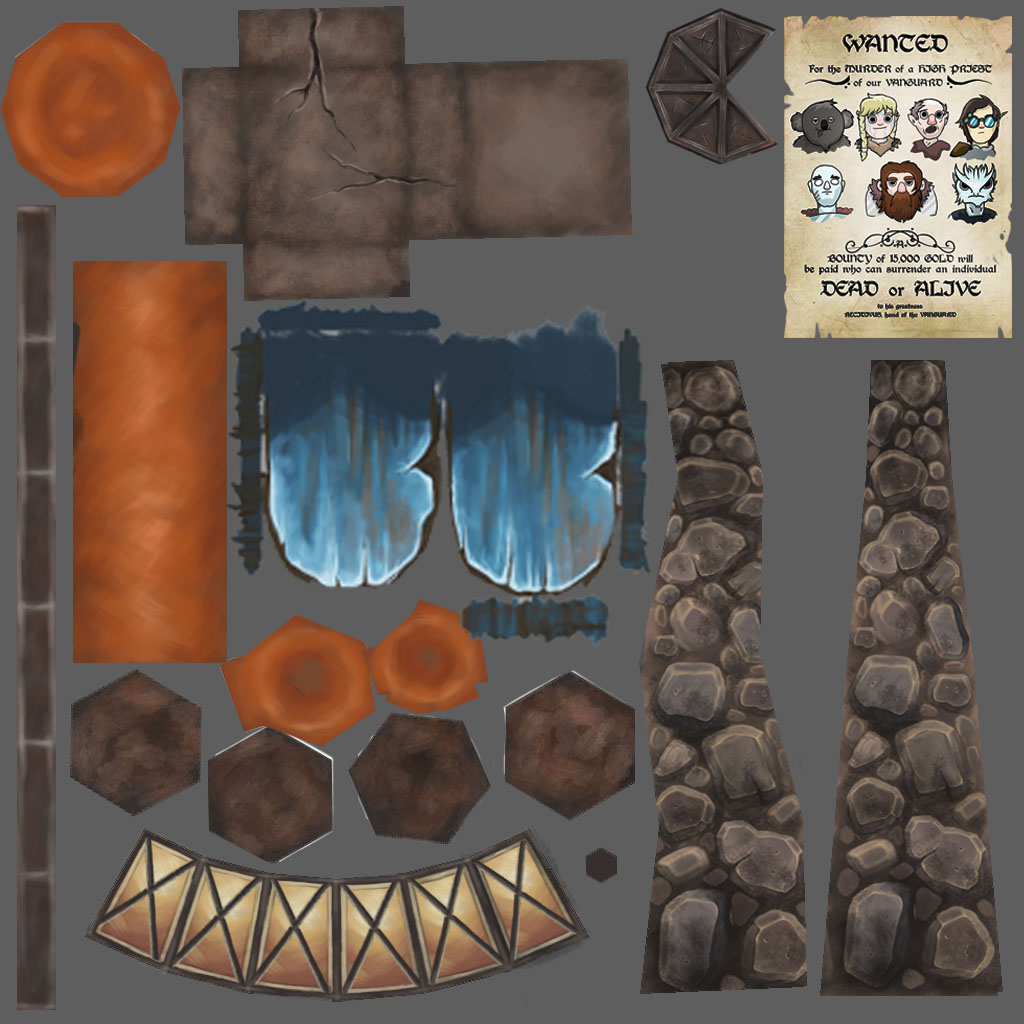 WANTED
For the MURDER of a HIGH PRIEST
of our VANGUARD
A.
BOUNTY of 15,000 GOLD will
be paid who can surrender an individual
DEAD or ALIVE
to his greatness
hand of the VANGUARD